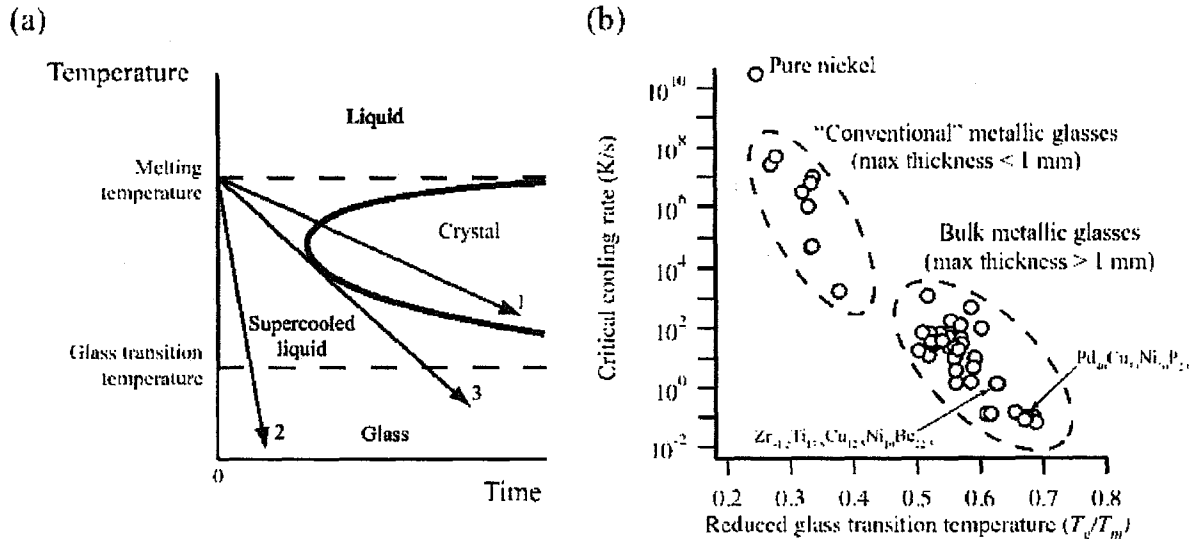 (a)
Temperature
Liquid
Melting
temperature
Crystal
1
Supercooled
liquid
Glass transition
temperature
3
2
Glass
0
Time
(b)
Critical cooling rate (K/s)
10^10
10^8
10^6
10^4
10^2
10^0
10^-2
Pure nickel
"Conventional" metallic glasses
(max thickness < 1 mm)
Bulk metallic glasses
(max thickness > 1 mm)
0.2 0.3 0.4 0.5 0.6 0.7 0.8
Reduced glass transition temperature (T_g/T_m)